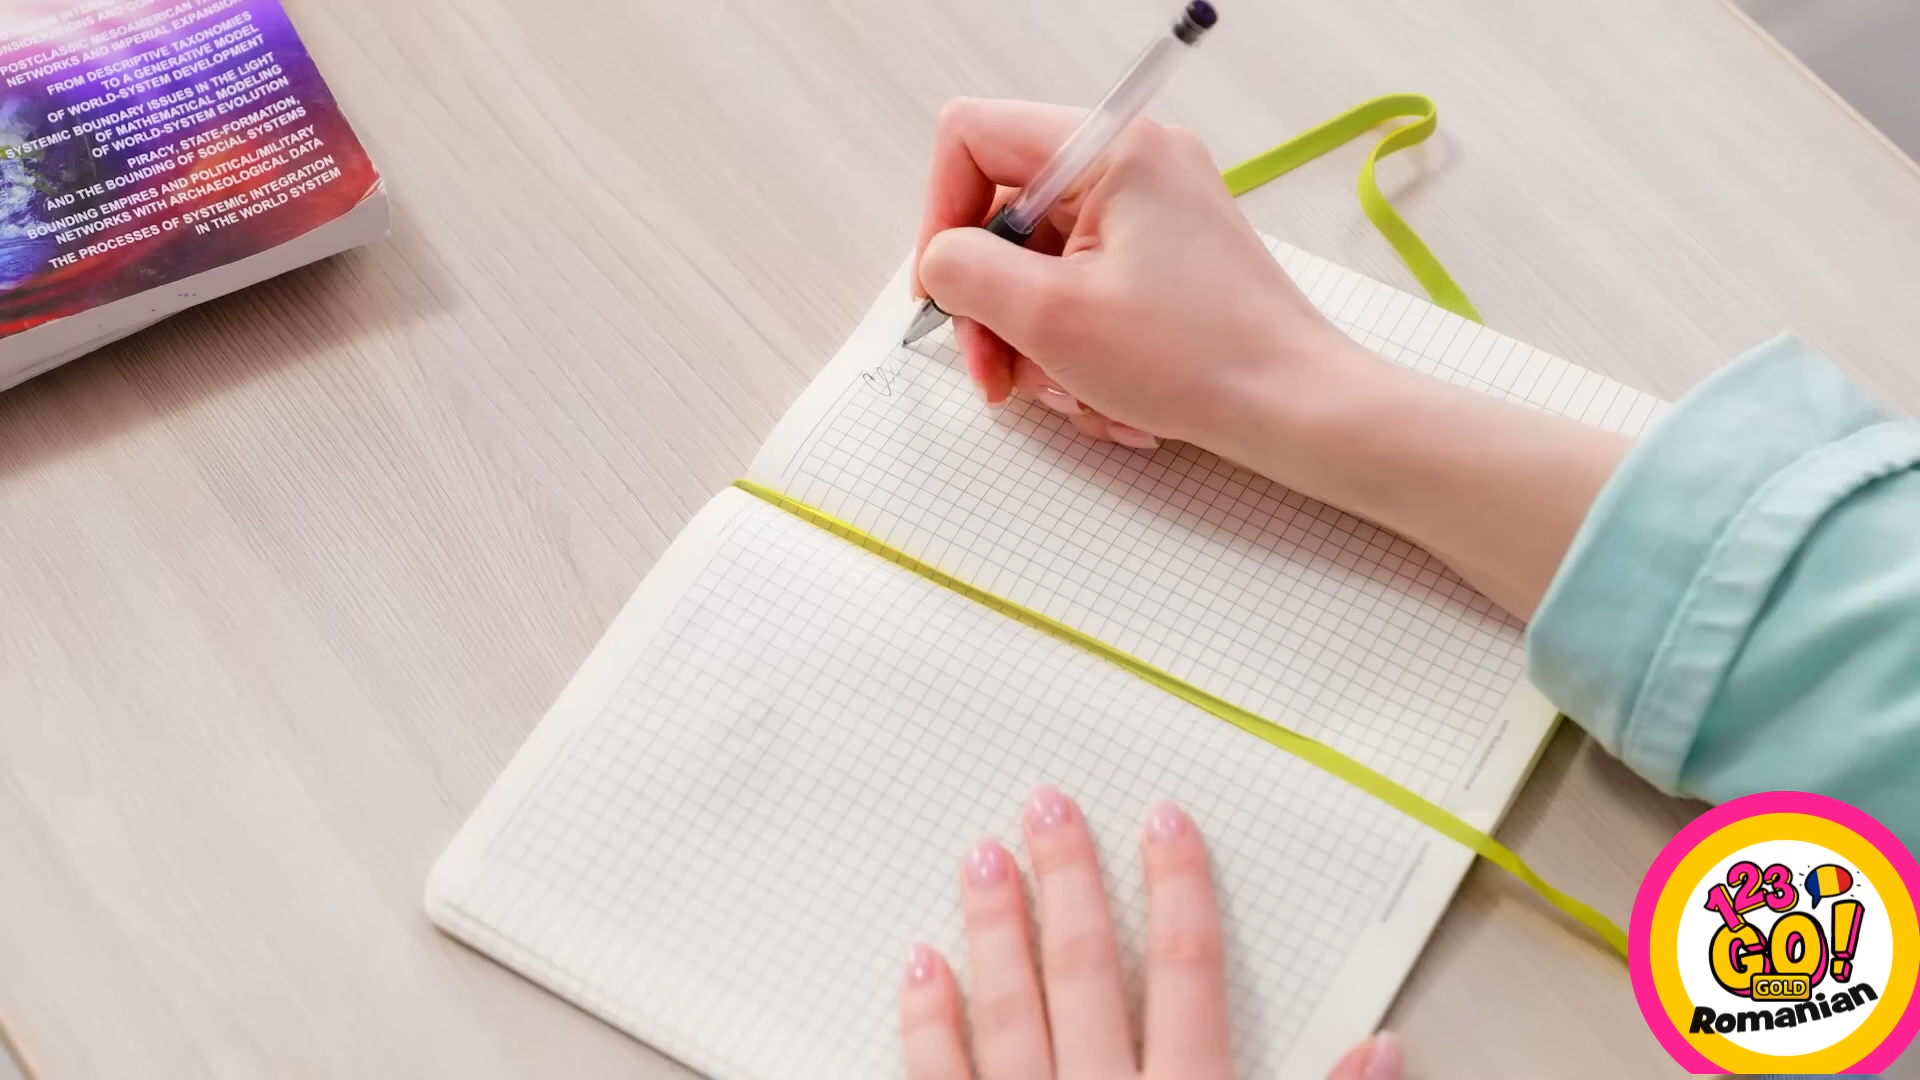 POSTCLASSIC MESOAMERICAN
NETWORKS AND IMPERIAL EXPANSION
FROM DESCRIPTIVE TAXONOMIES
TO A GENERATIVE MODEL
OF WORLD-SYSTEM DEVELOPMENT
SYSTEMIC BOUNDARY ISSUES IN THE LIGHT
OF MATHEMATICAL MODELING
OF WORLD-SYSTEM EVOLUTION
PIRACY, STATE-FORMATION,
AND THE BOUNDING OF SOCIAL SYSTEMS
BOUNDING EMPIRES AND POLITICAL/MILITARY
NETWORKS WITH ARCHAEOLOGICAL DATA
THE PROCESSES OF SYSTEMIC INTEGRATION
IN THE WORLD SYSTEM
123
GO!
GOLD
Romanian